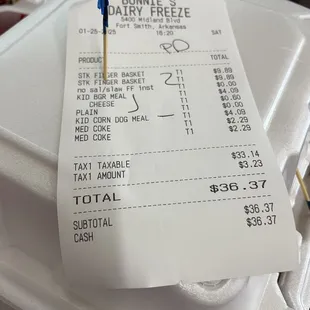 BONNIE'S
DAIRY FREEZE
5400 Midland Blvd
Fort Smith, Arkansas
01-25-2025 16:20 SAT
PD
PRODUCT TOTAL
STK FINGER BASKET T1 $9.89
STK FINGER BASKET T1 $9.89
no sal/slaw FF inst T1 $0.00
KID BGR MEAL T1 $4.09
CHEESE T1 $0.60
PLAIN T1 $0.00
KID CORN DOG MEAL T1 $4.09
MED COKE T1 $2.29
MED COKE T1 $2.29
TAX1 TAXABLE $33.14
TAX1 AMOUNT $3.23
TOTAL $36.37
SUBTOTAL $36.37
CASH $36.37